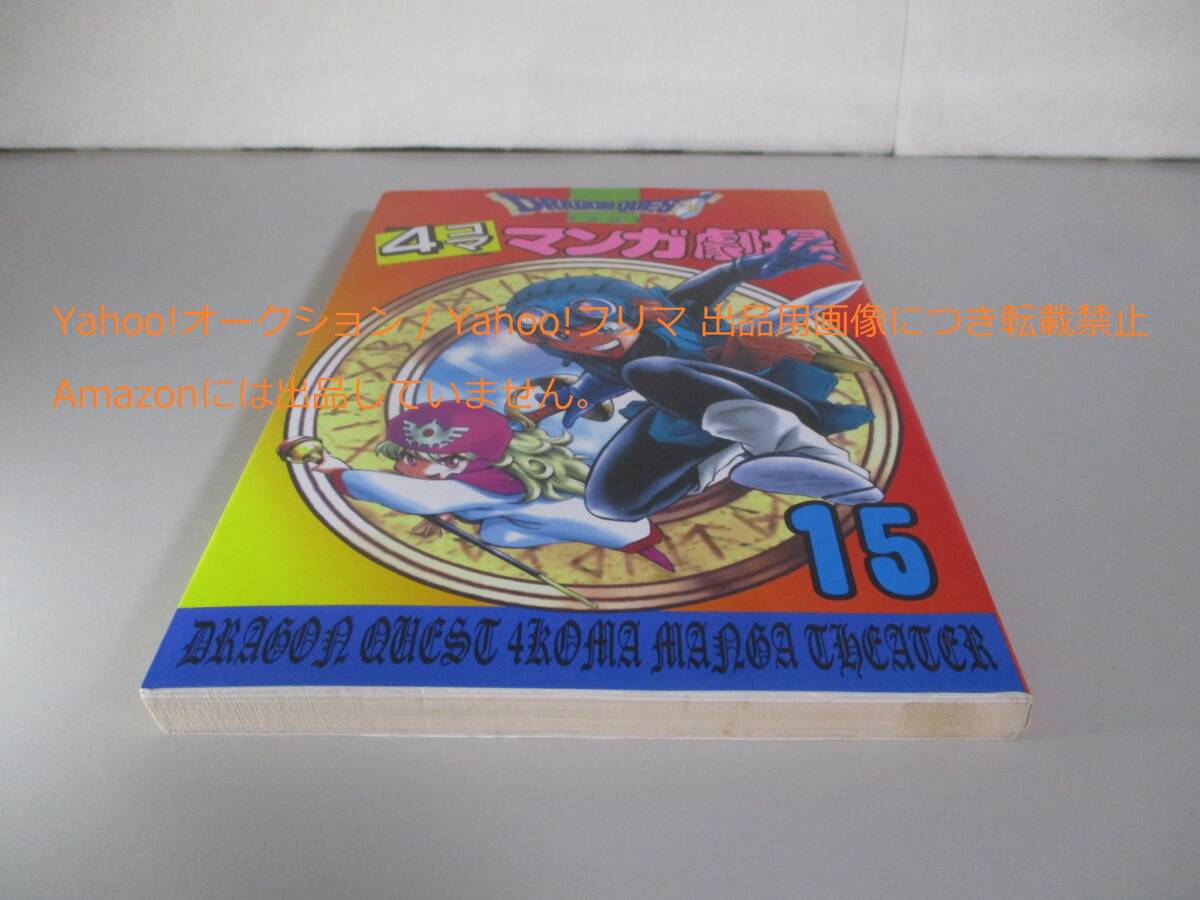 DRAGON QUEST
4コマ マンガ劇場
Yahoo!オークション / Yahoo!フリマ 出品用画像につき転載禁止
Amazonには出品していません。
15
DRAGON QUEST 4KOMA MANGA THEATER